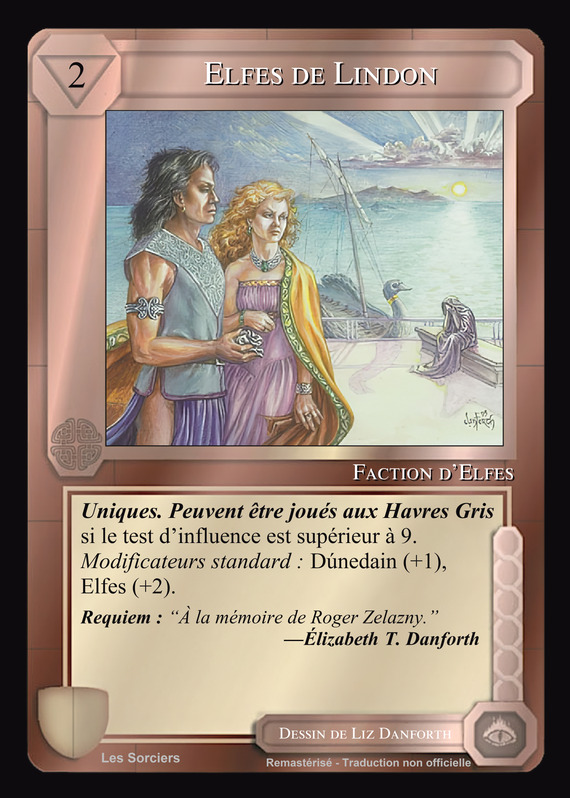 2
Elfes de Lindon
Danforth 93
Faction d'Elfes
Uniques. Peuvent être joués aux Havres Gris
si le test d'influence est supérieur à 9.
Modificateurs standard : Dúnedain (+1),
Elfes (+2).
Requiem : “À la mémoire de Roger Zelazny.”
—Élizabeth T. Danforth
Dessin de Liz Danforth
Les Sorciers
Remastérisé - Traduction non officielle